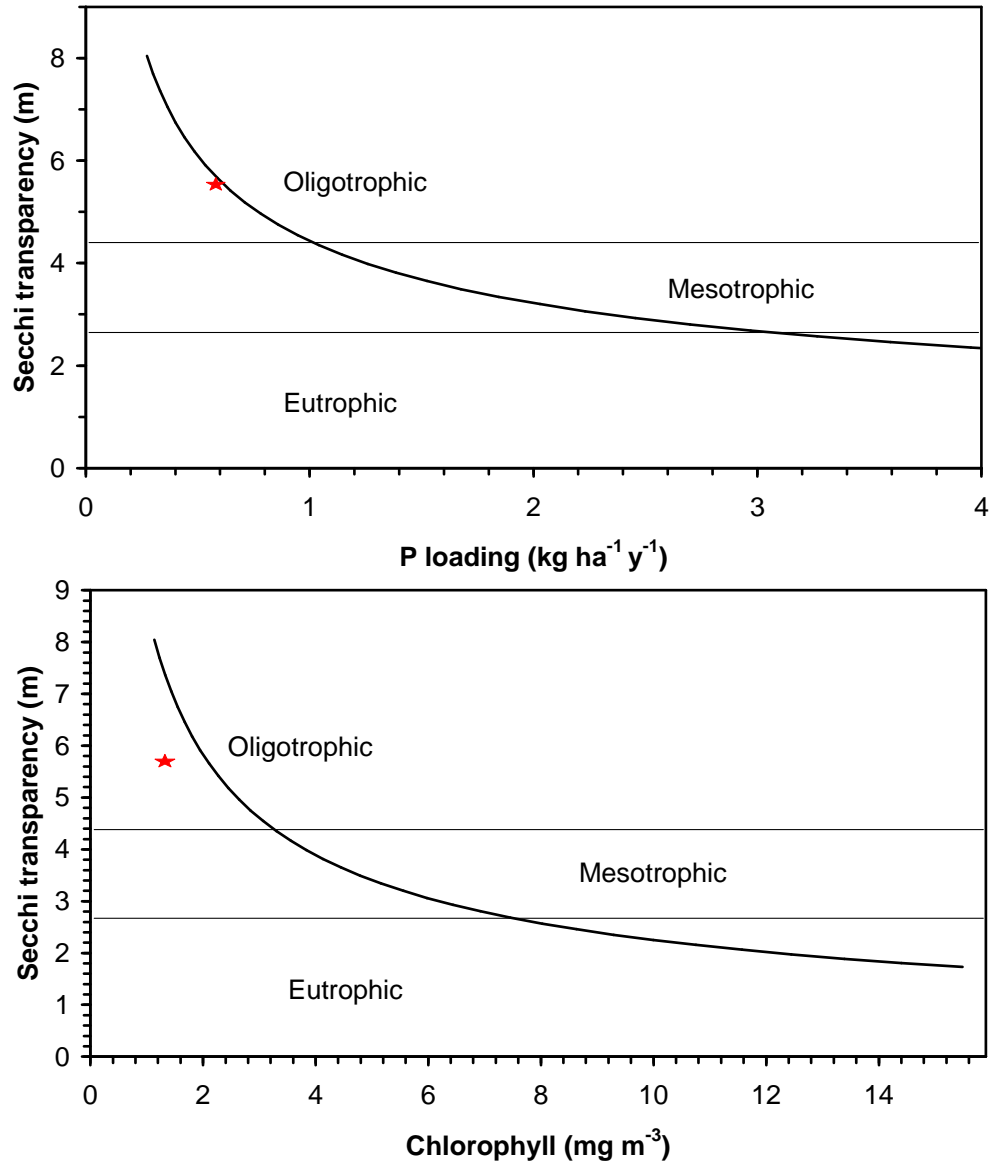 8
6
4
2
0
Secchi transparency (m)
Oligotrophic
Mesotrophic
Eutrophic
0 1 2 3 4
P loading (kg ha⁻¹ y⁻¹)
9
8
7
6
5
4
3
2
1
0
Secchi transparency (m)
Oligotrophic
Mesotrophic
Eutrophic
0 2 4 6 8 10 12 14
Chlorophyll (mg m⁻³)